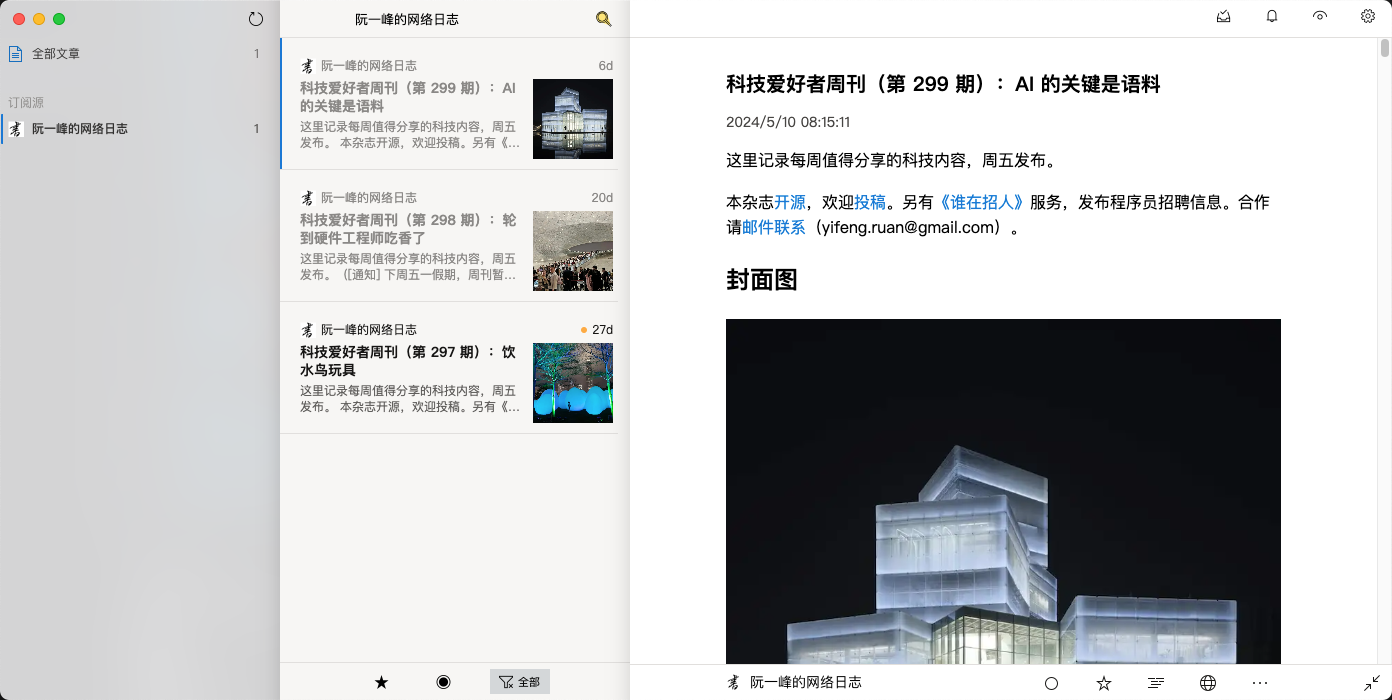 全部文章 1
订阅源
阮一峰的网络日志 1
阮一峰的网络日志
阮一峰的网络日志 6d
科技爱好者周刊（第 299 期）：AI
的关键是语料
这里记录每周值得分享的科技内容，周五
发布。 本杂志开源，欢迎投稿。另有《...
阮一峰的网络日志 20d
科技爱好者周刊（第 298 期）：轮
到硬件工程师吃香了
这里记录每周值得分享的科技内容，周五
发布。（[通知] 下周五一假期，周刊暂...
阮一峰的网络日志 27d
科技爱好者周刊（第 297 期）：饮
水鸟玩具
这里记录每周值得分享的科技内容，周五
发布。 本杂志开源，欢迎投稿。另有《...
全部
科技爱好者周刊（第 299 期）：AI 的关键是语料
2024/5/10 08:15:11
这里记录每周值得分享的科技内容，周五发布。
本杂志开源，欢迎投稿。另有《谁在招人》服务，发布程序员招聘信息。合作
请邮件联系（yifeng.ruan@gmail.com）。
封面图
阮一峰的网络日志